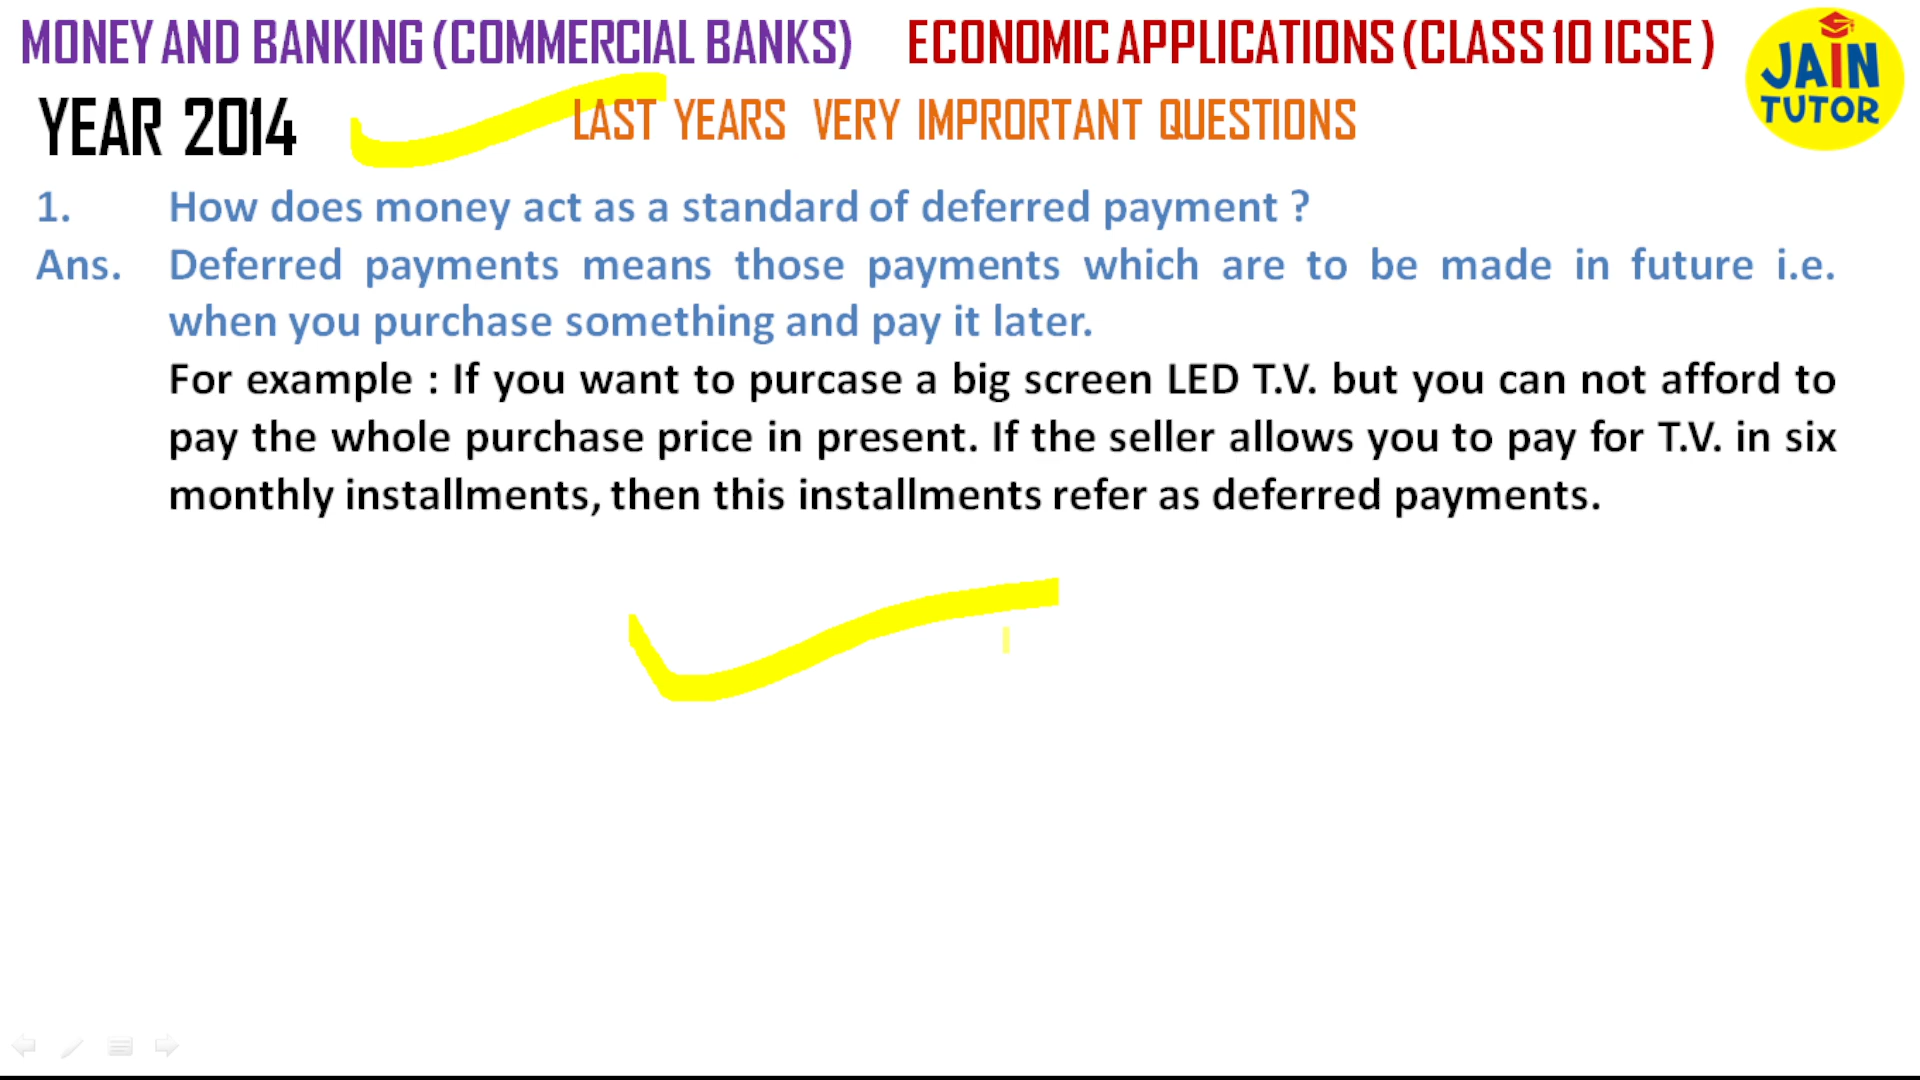 MONEY AND BANKING (COMMERCIAL BANKS) ECONOMIC APPLICATIONS (CLASS 10 ICSE )
JAIN
TUTOR
YEAR 2014 LAST YEARS VERY IMPRORTANT QUESTIONS
1. How does money act as a standard of deferred payment ?
Ans. Deferred payments means those payments which are to be made in future i.e.
when you purchase something and pay it later.
For example : If you want to purcase a big screen LED T.V. but you can not afford to
pay the whole purchase price in present. If the seller allows you to pay for T.V. in six
monthly installments, then this installments refer as deferred payments.